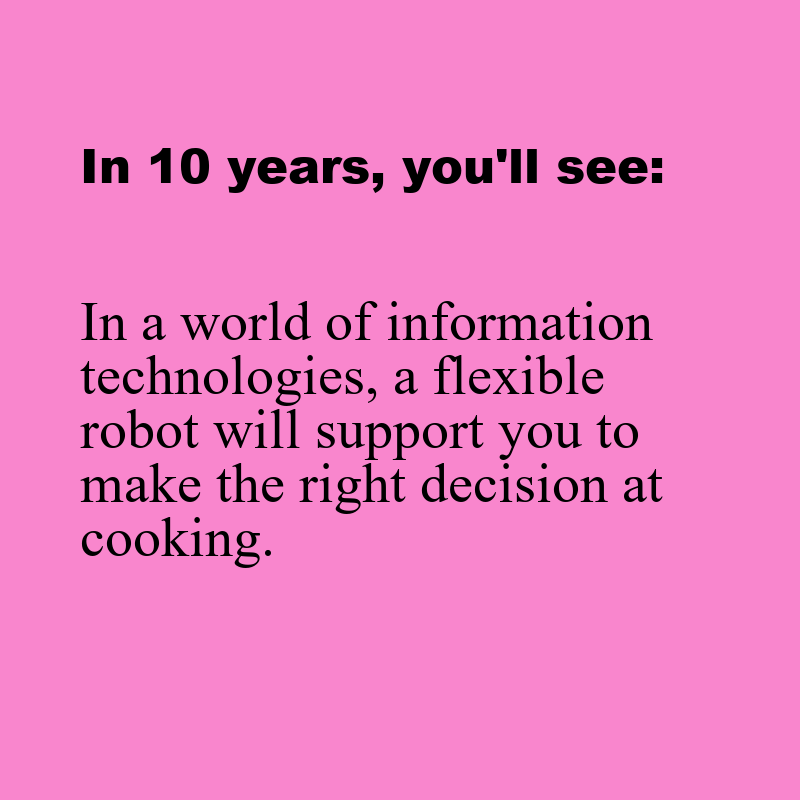 In 10 years, you'll see:
In a world of information
technologies, a flexible
robot will support you to
make the right decision at
cooking.